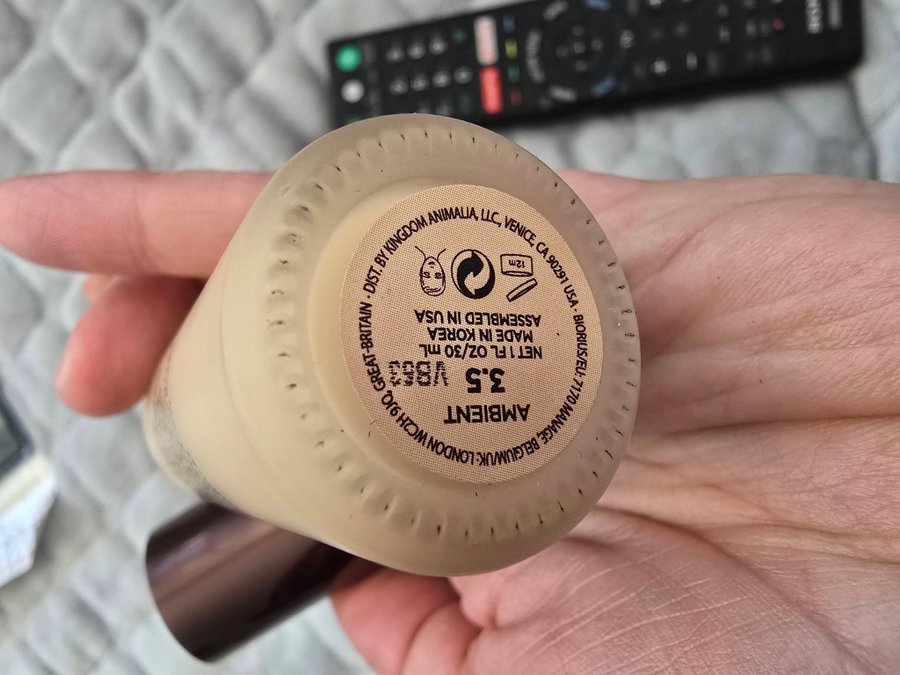 DIST. BY KINGDOM ANIMALIA, LLC., VENICE, CA 90291 USA · BIORIUS/EU: 7170 MANAGE, BELGIUM/UK: LONDON WC2H 9JQ, GREAT-BRITAIN ·
AMBIENT
3.5
VB63
NET 1 FL OZ/30 mL
MADE IN KOREA
ASSEMBLED IN USA
12m